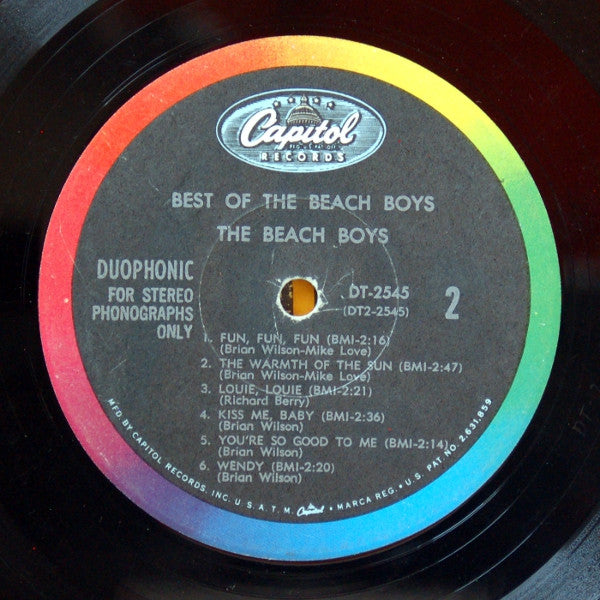 Capitol
RECORDS
BEST OF THE BEACH BOYS
THE BEACH BOYS
DUOPHONIC
FOR STEREO
PHONOGRAPHS
ONLY
DT-2545
(DT2-2545)
2
1. FUN, FUN, FUN (BMI-2:16)
(Brian Wilson-Mike Love)
2. THE WARMTH OF THE SUN (BMI-2:47)
(Brian Wilson-Mike Love)
3. LOUIE, LOUIE (BMI-2:21)
(Richard Berry)
4. KISS ME, BABY (BMI-2:36)
(Brian Wilson)
5. YOU'RE SO GOOD TO ME (BMI-2:14)
(Brian Wilson)
6. WENDY (BMI-2:20)
(Brian Wilson)
MFD. BY CAPITOL RECORDS, INC. U.S.A. T.M. Capitol • MARCA REG. • U.S. PAT. NO. 2,631,859